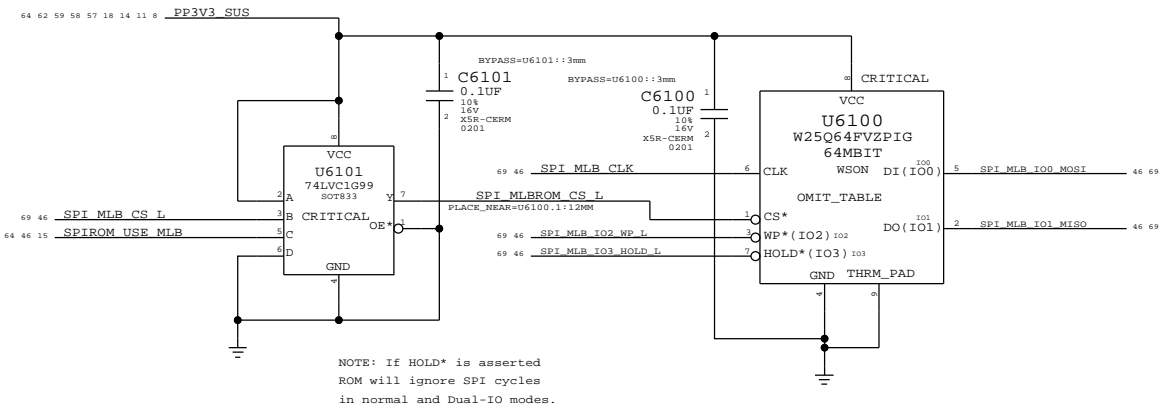 64 62 59 58 57 18 14 11 8 PP3V3_SUS
BYPASS=U6101::3mm
1 C6101
0.1UF
10%
16V
2 X5R-CERM
0201
BYPASS=U6100::3mm
C6100 1
0.1UF
10%
16V
X5R-CERM 2
0201
8 CRITICAL
VCC
U6100
W25Q64FVZPIG
64MBIT
WSON
OMIT_TABLE
6 CLK
1 CS*
3 WP*(IO2) IO2
7 HOLD*(IO3) IO3
IO0
DI(IO0) 5 SPI_MLB_IO0_MOSI 46 69
IO1
DO(IO1) 2 SPI_MLB_IO1_MISO 46 69
GND THRM_PAD
4 9
8
VCC
U6101
74LVC1G99
SOT833
2 A Y 7
3 B CRITICAL
OE* 1
5 C
6 D
GND
4
69 46 SPI_MLB_CS_L
64 46 15 SPIROM_USE_MLB
69 46 SPI_MLB_CLK
SPI_MLBROM_CS_L
PLACE_NEAR=U6100.1:12MM
69 46 SPI_MLB_IO2_WP_L
69 46 SPI_MLB_IO3_HOLD_L
NOTE: If HOLD* is asserted
ROM will ignore SPI cycles
in normal and Dual-IO modes.